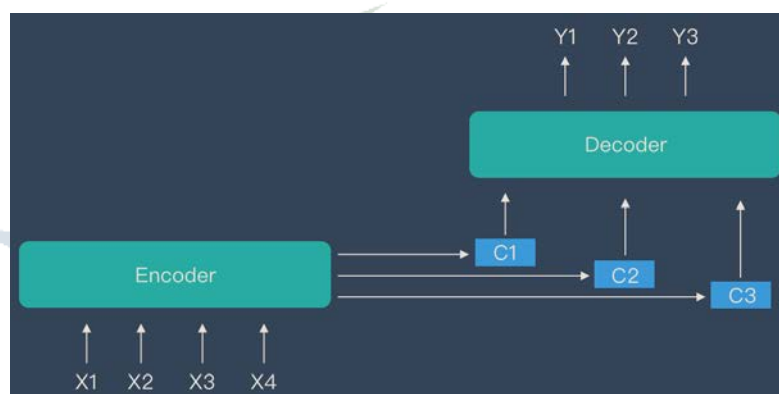 Y1 Y2 Y3
Decoder
C1
Encoder
C2
C3
X1 X2 X3 X4